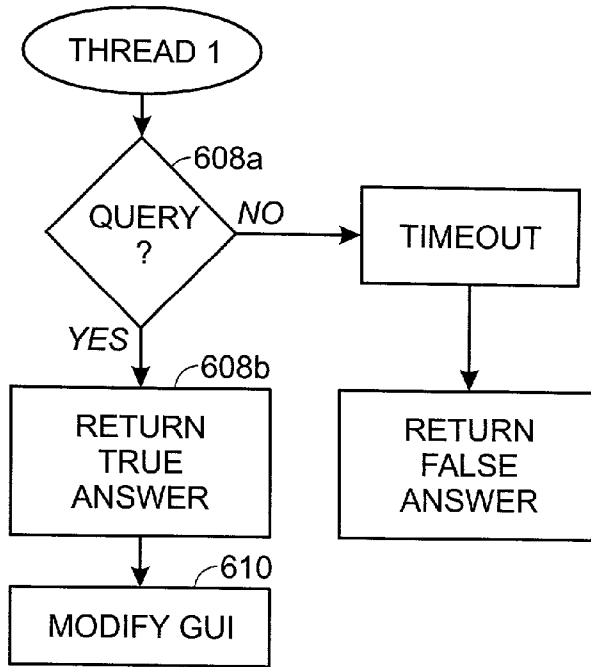 THREAD 1
608a
QUERY
?
NO
TIMEOUT
YES
608b
RETURN
TRUE
ANSWER
RETURN
FALSE
ANSWER
610
MODIFY GUI